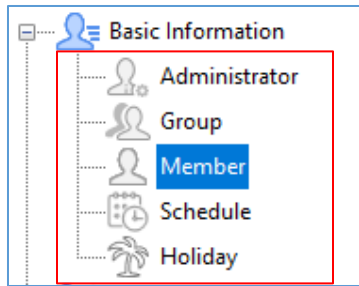 Basic Information
Administrator
Group
Member
Schedule
Holiday